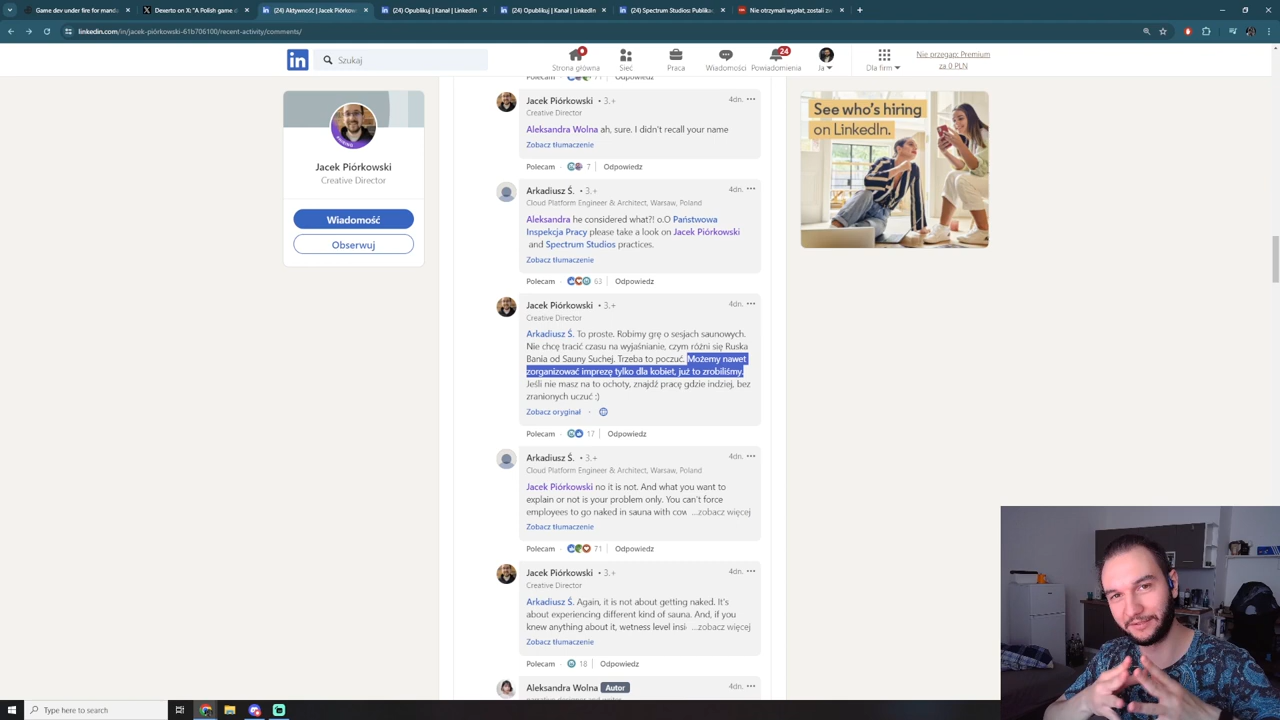 Game dev under fire for manda
Dexerto on X: "A Polish game d
(24) Aktywność | Jacek Piórkow
(24) Opublikuj | Kanał | LinkedIn
(24) Opublikuj | Kanał | LinkedIn
(24) Spectrum Studios Publikac
Nie otrzymali wypłat, zostali zw
linkedin.com/in/jacek-piorkowski-61b706100/recent-activity/comments/
in
Szukaj
Strona główna
Sieć
Praca
Wiadomości
24
Powiadomienia
Ja
Dla firm
Nie przegap: Premium
za 0 PLN
Jacek Piórkowski
Creative Director
Wiadomość
Obserwuj
Odpowiedz
Jacek Piórkowski • 3.+
4dn.
Creative Director
Aleksandra Wolna ah, sure. I didn't recall your name
Zobacz tłumaczenie
Polecam · 7 | Odpowiedz
Arkadiusz Ś. • 3.+
4dn.
Cloud Platform Engineer & Architect, Warsaw, Poland
Aleksandra he considered what?! o.O Państwowa
Inspekcja Pracy please take a look on Jacek Piórkowski
and Spectrum Studios practices.
Zobacz tłumaczenie
Polecam · 63 | Odpowiedz
Jacek Piórkowski • 3.+
4dn.
Creative Director
Arkadiusz Ś. To proste. Robimy grę o sesjach saunowych.
Nie chcę tracić czasu na wyjaśnianie, czym różni się Ruska
Bania od Sauny Suchej. Trzeba to poczuć. Możemy nawet
zorganizować imprezę tylko dla kobiet, już to zrobiliśmy.
Jeśli nie masz na to ochoty, znajdź pracę gdzie indziej, bez
zranionych uczuć :)
Zobacz oryginał ·
Polecam · 17 | Odpowiedz
Arkadiusz Ś. • 3.+
4dn.
Cloud Platform Engineer & Architect, Warsaw, Poland
Jacek Piórkowski no it is not. And what you want to
explain or not is your problem only. You can't force
employees to go naked in sauna with cow ...zobacz więcej
Zobacz tłumaczenie
Polecam · 71 | Odpowiedz
Jacek Piórkowski • 3.+
4dn.
Creative Director
Arkadiusz Ś. Again, it is not about getting naked. It's
about experiencing different kind of sauna. And, if you
knew anything about it, wetness level insi ...zobacz więcej
Zobacz tłumaczenie
Polecam · 18 | Odpowiedz
Aleksandra Wolna Autor
4dn.
See who's hiring
on LinkedIn.
Type here to search